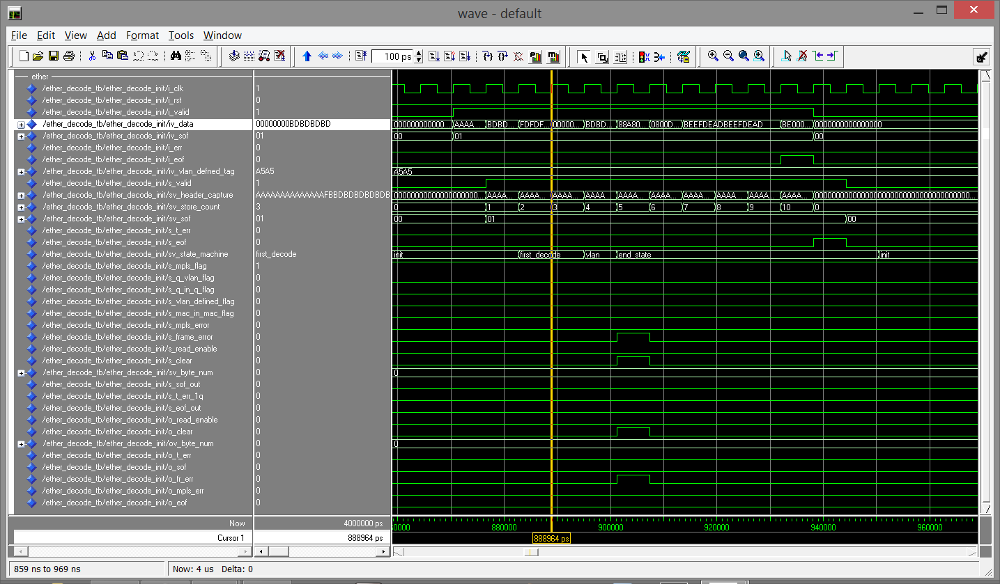 wave - default
File Edit View Add Format Tools Window
100 ps
ether
/ether_decode_tb/ether_decode_init/i_clk 1
/ether_decode_tb/ether_decode_init/i_rst 0
/ether_decode_tb/ether_decode_init/i_valid 1
/ether_decode_tb/ether_decode_init/iv_data 00000000BDBDBDBD 000000000000... AAAA... BDBD... FDFDF... 00000... BDBD... 88A80... 0800D... BEEFDEADBEEFDEAD BE000... 0000000000000000
/ether_decode_tb/ether_decode_init/iv_sof 01 00 01 00
/ether_decode_tb/ether_decode_init/i_err 0
/ether_decode_tb/ether_decode_init/i_eof 0
/ether_decode_tb/ether_decode_init/iv_vlan_defned_tag A5A5 A5A5
/ether_decode_tb/ether_decode_init/s_valid 1
/ether_decode_tb/ether_decode_init/sv_header_capture AAAAAAAAAAAAAAFBBDBDBDBDBDBDB 00000000000000000000... AAAA... AAAA... AAAA... AAAA... AAAA... AAAA... AAAA... AAAA... AAAA... AAAA...
/ether_decode_tb/ether_decode_init/sv_store_count 3 0 1 2 3 4 5 6 7 8 9 10 0
/ether_decode_tb/ether_decode_init/sv_sof 01 00 01 00
/ether_decode_tb/ether_decode_init/s_t_err 0
/ether_decode_tb/ether_decode_init/s_eof 0
/ether_decode_tb/ether_decode_init/sv_state_machine first_decode init first_decode vlan end_state init
/ether_decode_tb/ether_decode_init/s_mpls_flag 1
/ether_decode_tb/ether_decode_init/s_q_vlan_flag 0
/ether_decode_tb/ether_decode_init/s_q_in_q_flag 0
/ether_decode_tb/ether_decode_init/s_vlan_defined_flag 0
/ether_decode_tb/ether_decode_init/s_mac_in_mac_flag 0
/ether_decode_tb/ether_decode_init/s_mpls_error 0
/ether_decode_tb/ether_decode_init/s_frame_error 0
/ether_decode_tb/ether_decode_init/s_read_enable 0
/ether_decode_tb/ether_decode_init/s_clear 0
/ether_decode_tb/ether_decode_init/sv_byte_num 0 0
/ether_decode_tb/ether_decode_init/s_sof_out 0
/ether_decode_tb/ether_decode_init/s_t_err_1q 0
/ether_decode_tb/ether_decode_init/s_eof_out 0
/ether_decode_tb/ether_decode_init/o_read_enable 0
/ether_decode_tb/ether_decode_init/o_clear 0
/ether_decode_tb/ether_decode_init/ov_byte_num 0 0
/ether_decode_tb/ether_decode_init/o_t_err 0
/ether_decode_tb/ether_decode_init/o_sof 0
/ether_decode_tb/ether_decode_init/o_fr_err 0
/ether_decode_tb/ether_decode_init/o_mpls_err 0
/ether_decode_tb/ether_decode_init/o_eof 0
Now 4000000 ps 880000 900000 920000 940000 960000
Cursor 1 888964 ps 888964 ps
859 ns to 969 ns Now: 4 us Delta: 0